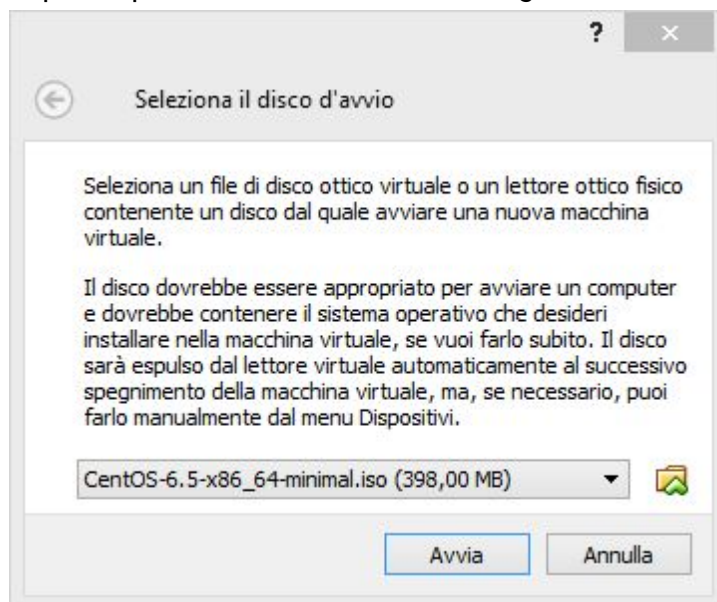 ?
Seleziona il disco d'avvio
Seleziona un file di disco ottico virtuale o un lettore ottico fisico
contenente un disco dal quale avviare una nuova macchina
virtuale.
Il disco dovrebbe essere appropriato per avviare un computer
e dovrebbe contenere il sistema operativo che desideri
installare nella macchina virtuale, se vuoi farlo subito. Il disco
sarà espulso dal lettore virtuale automaticamente al successivo
spegnimento della macchina virtuale, ma, se necessario, puoi
farlo manualmente dal menu Dispositivi.
CentOS-6.5-x86_64-minimal.iso (398,00 MB)
Avvia Annulla